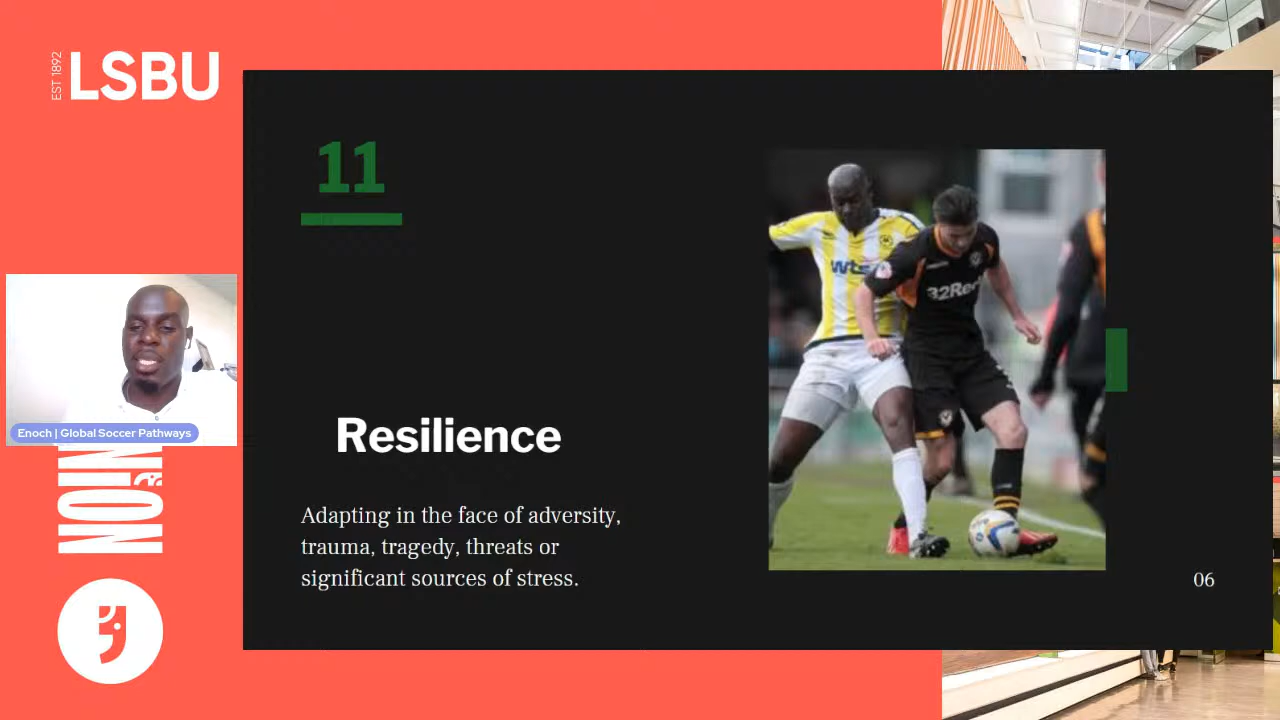 EST 1892
LSBU
11
wts
32Red
Resilience
Adapting in the face of adversity,
trauma, tragedy, threats or
significant sources of stress.
06
Enoch | Global Soccer Pathways
NION